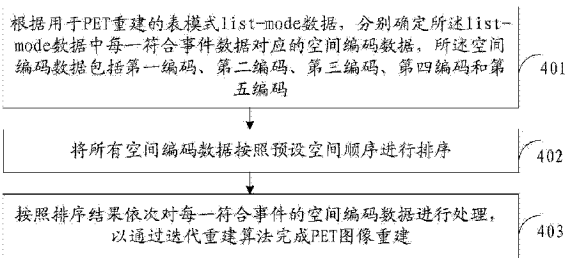 根据用于PET重建的表模式list-mode数据，分别确定所述list-
mode数据中每一符合事件数据对应的空间编码数据，所述空间
编码数据包括第一编码、第二编码、第三编码、第四编码和第
五编码
401
将所有空间编码数据按照预设空间顺序进行排序
402
按照排序结果依次对每一符合事件的空间编码数据进行处理，
以通过迭代重建算法完成PET图像重建
403